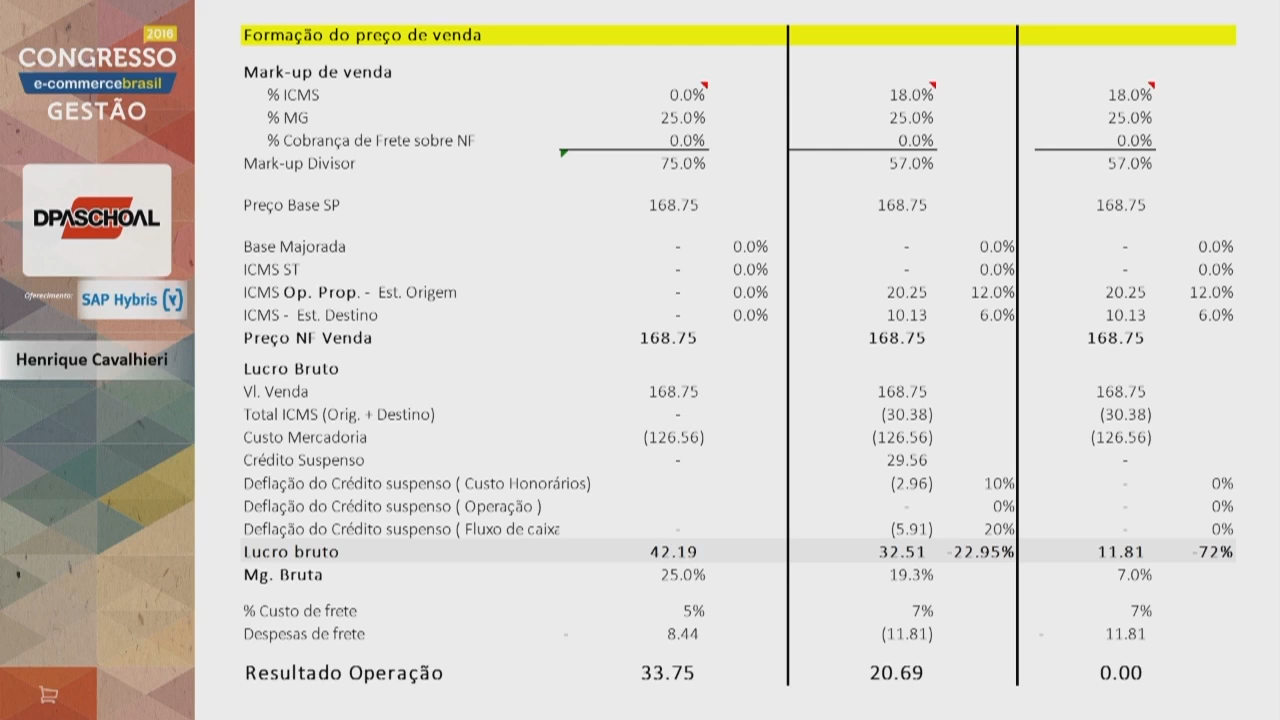 2016
CONGRESSO
e-commercebrasil
GESTÃO
DPASCHOAL
Oferecimento: SAP Hybris (Y)
Henrique Cavalhieri
Formação do preço de venda
Mark-up de venda
% ICMS 0.0% 18.0% 18.0%
% MG 25.0% 25.0% 25.0%
% Cobrança de Frete sobre NF 0.0% 0.0% 0.0%
Mark-up Divisor 75.0% 57.0% 57.0%
Preço Base SP 168.75 168.75 168.75
Base Majorada - 0.0% - 0.0% - 0.0%
ICMS ST - 0.0% - 0.0% - 0.0%
ICMS Op. Prop. - Est. Origem - 0.0% 20.25 12.0% 20.25 12.0%
ICMS - Est. Destino - 0.0% 10.13 6.0% 10.13 6.0%
Preço NF Venda 168.75 168.75 168.75
Lucro Bruto
Vl. Venda 168.75 168.75 168.75
Total ICMS (Orig. + Destino) - (30.38) (30.38)
Custo Mercadoria (126.56) (126.56) (126.56)
Crédito Suspenso - 29.56 -
Deflação do Crédito suspenso ( Custo Honorários) (2.96) 10% - 0%
Deflação do Crédito suspenso ( Operação ) - 0% - 0%
Deflação do Crédito suspenso ( Fluxo de caixa - (5.91) 20% - 0%
Lucro bruto 42.19 32.51 -22.95% 11.81 -72%
Mg. Bruta 25.0% 19.3% 7.0%
% Custo de frete 5% 7% 7%
Despesas de frete - 8.44 (11.81) - 11.81
Resultado Operação 33.75 20.69 0.00